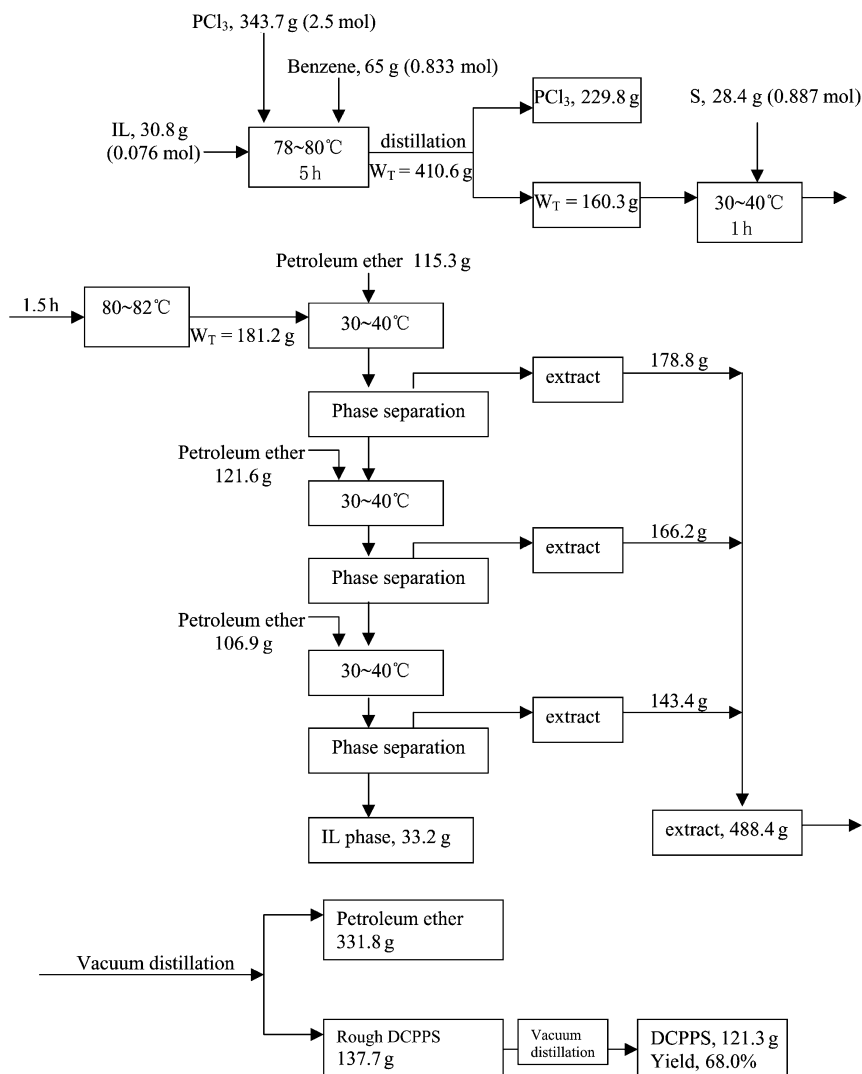 PCl₃, 343.7 g (2.5 mol)
Benzene, 65 g (0.833 mol)
IL, 30.8 g
(0.076 mol)
78~80℃
5 h
distillation
W_T = 410.6 g
PCl₃, 229.8 g
W_T = 160.3 g
S, 28.4 g (0.887 mol)
30~40℃
1 h
1.5 h
80~82℃
W_T = 181.2 g
Petroleum ether 115.3 g
30~40℃
Phase separation
extract
178.8 g
Petroleum ether
121.6 g
30~40℃
Phase separation
extract
166.2 g
Petroleum ether
106.9 g
30~40℃
Phase separation
extract
143.4 g
IL phase, 33.2 g
extract, 488.4 g
Vacuum distillation
Petroleum ether
331.8 g
Rough DCPPS
137.7 g
Vacuum
distillation
DCPPS, 121.3 g
Yield, 68.0%